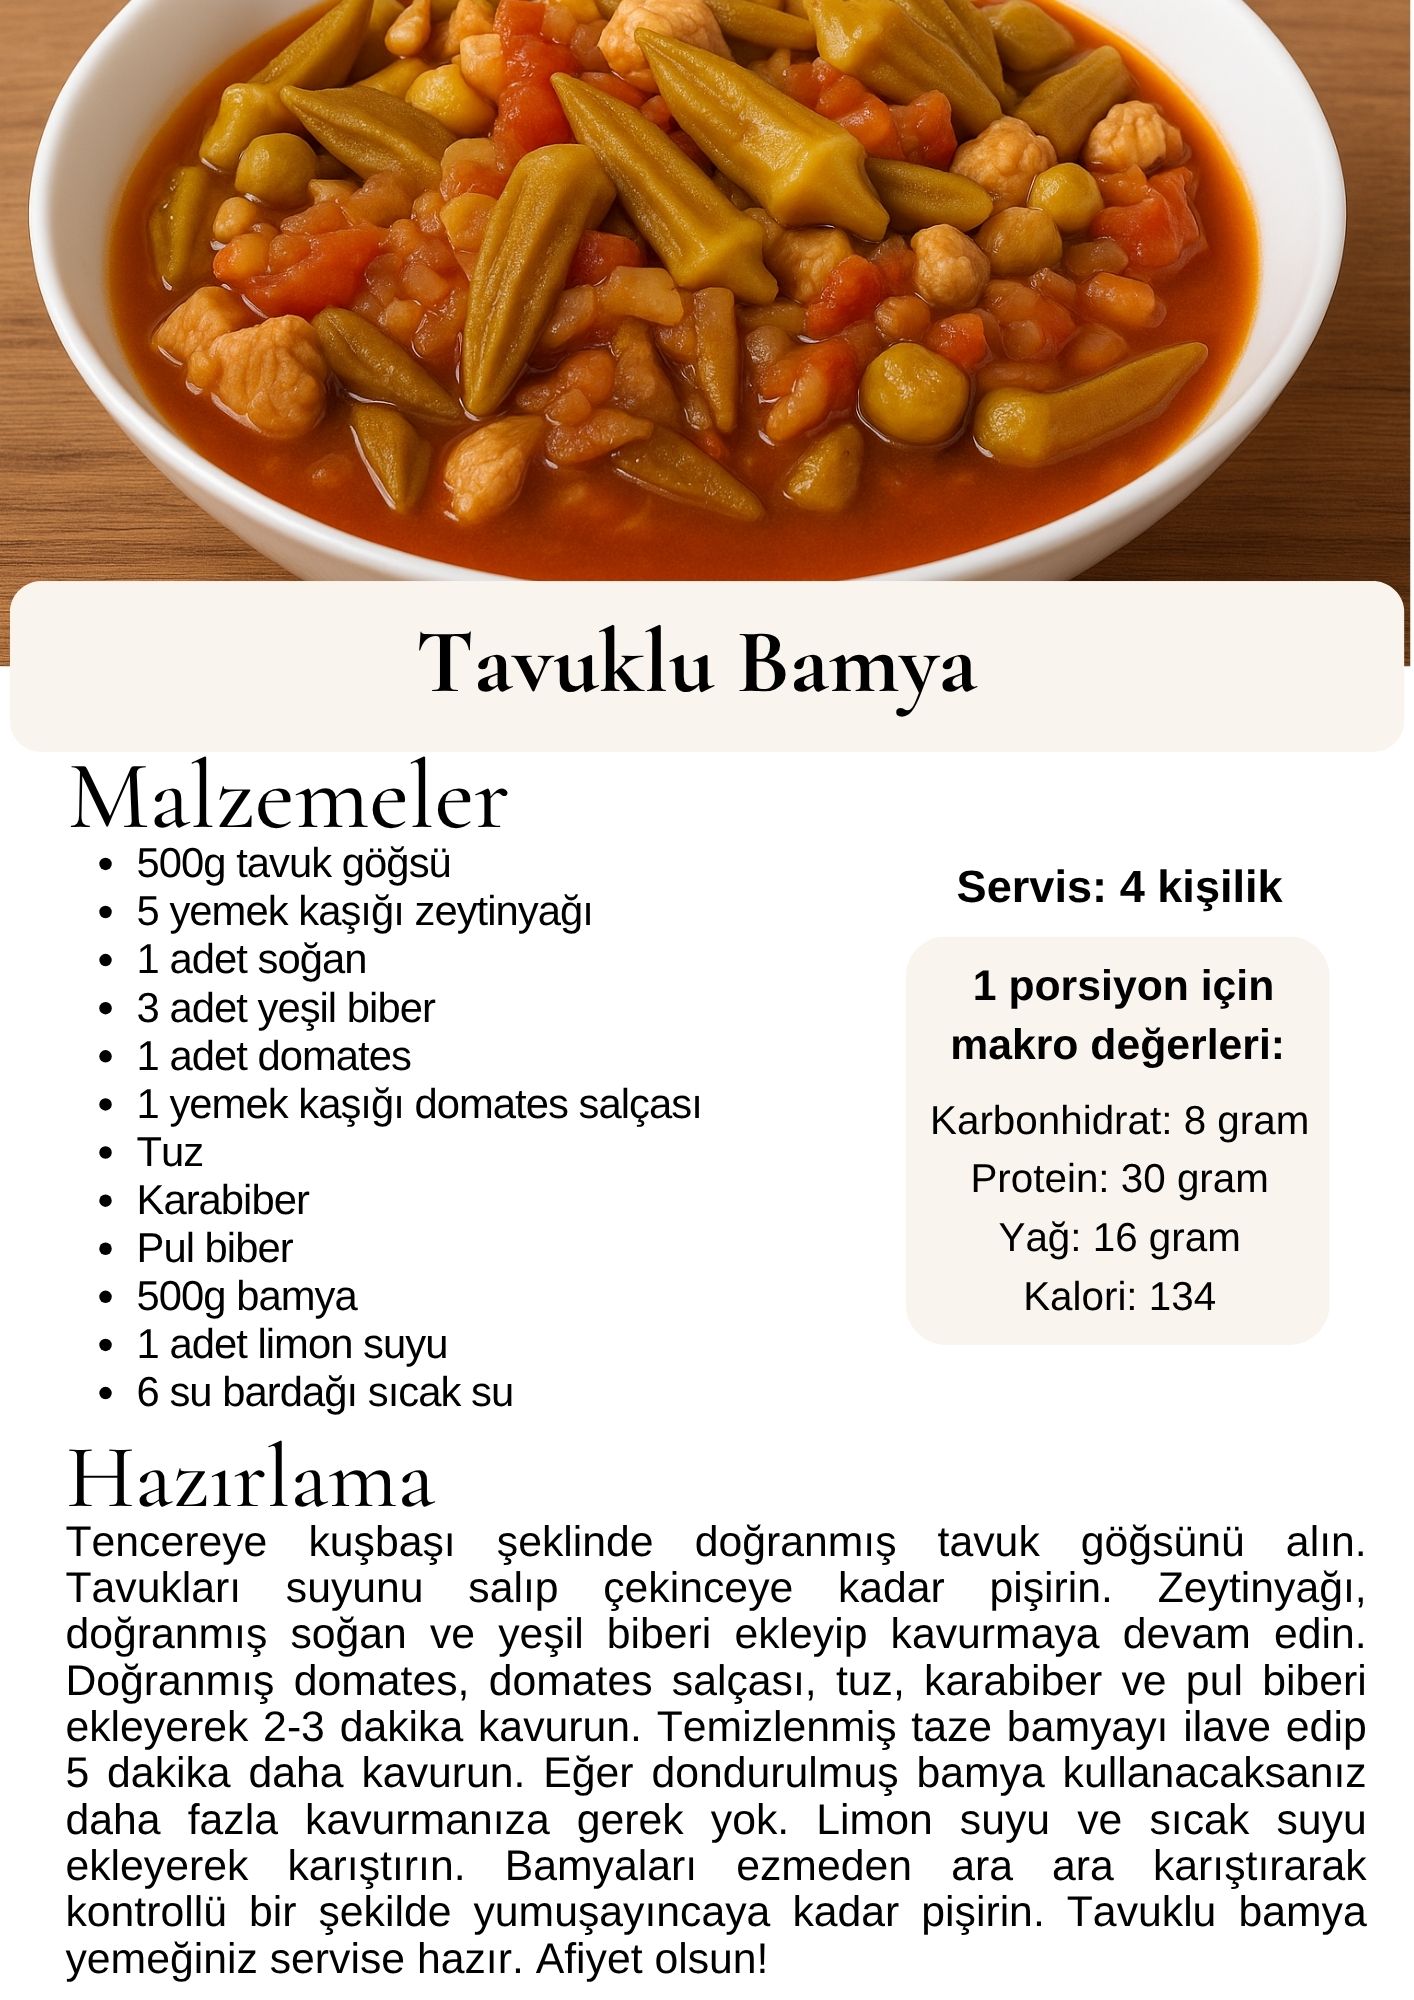 Tavuklu Bamya
Malzemeler
• 500g tavuk göğsü
• 5 yemek kaşığı zeytinyağı
• 1 adet soğan
• 3 adet yeşil biber
• 1 adet domates
• 1 yemek kaşığı domates salçası
• Tuz
• Karabiber
• Pul biber
• 500g bamya
• 1 adet limon suyu
• 6 su bardağı sıcak su
Servis: 4 kişilik
1 porsiyon için
makro değerleri:
Karbonhidrat: 8 gram
Protein: 30 gram
Yağ: 16 gram
Kalori: 134
Hazırlama
Tencereye kuşbaşı şeklinde doğranmış tavuk göğsünü alın.
Tavukları suyunu salıp çekinceye kadar pişirin. Zeytinyağı,
doğranmış soğan ve yeşil biberi ekleyip kavurmaya devam edin.
Doğranmış domates, domates salçası, tuz, karabiber ve pul biberi
ekleyerek 2-3 dakika kavurun. Temizlenmiş taze bamyayı ilave edip
5 dakika daha kavurun. Eğer dondurulmuş bamya kullanacaksanız
daha fazla kavurmanıza gerek yok. Limon suyu ve sıcak suyu
ekleyerek karıştırın. Bamyaları ezmeden ara ara karıştırarak
kontrollü bir şekilde yumuşayıncaya kadar pişirin. Tavuklu bamya
yemeğiniz servise hazır. Afiyet olsun!